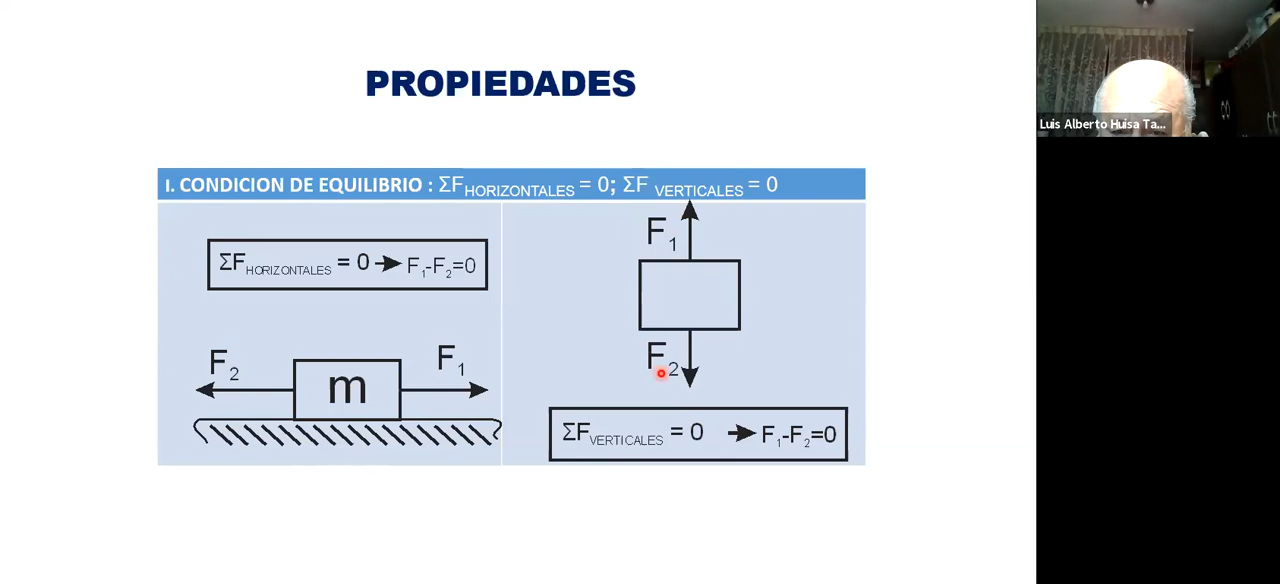 PROPIEDADES
I. CONDICION DE EQUILIBRIO : ΣF HORIZONTALES = 0; ΣF VERTICALES = 0
ΣF HORIZONTALES = 0 → F₁-F₂=0
F₂
m
F₁
F₁
F₂
ΣF VERTICALES = 0 → F₁-F₂=0
Luis Alberto Huisa Ta...